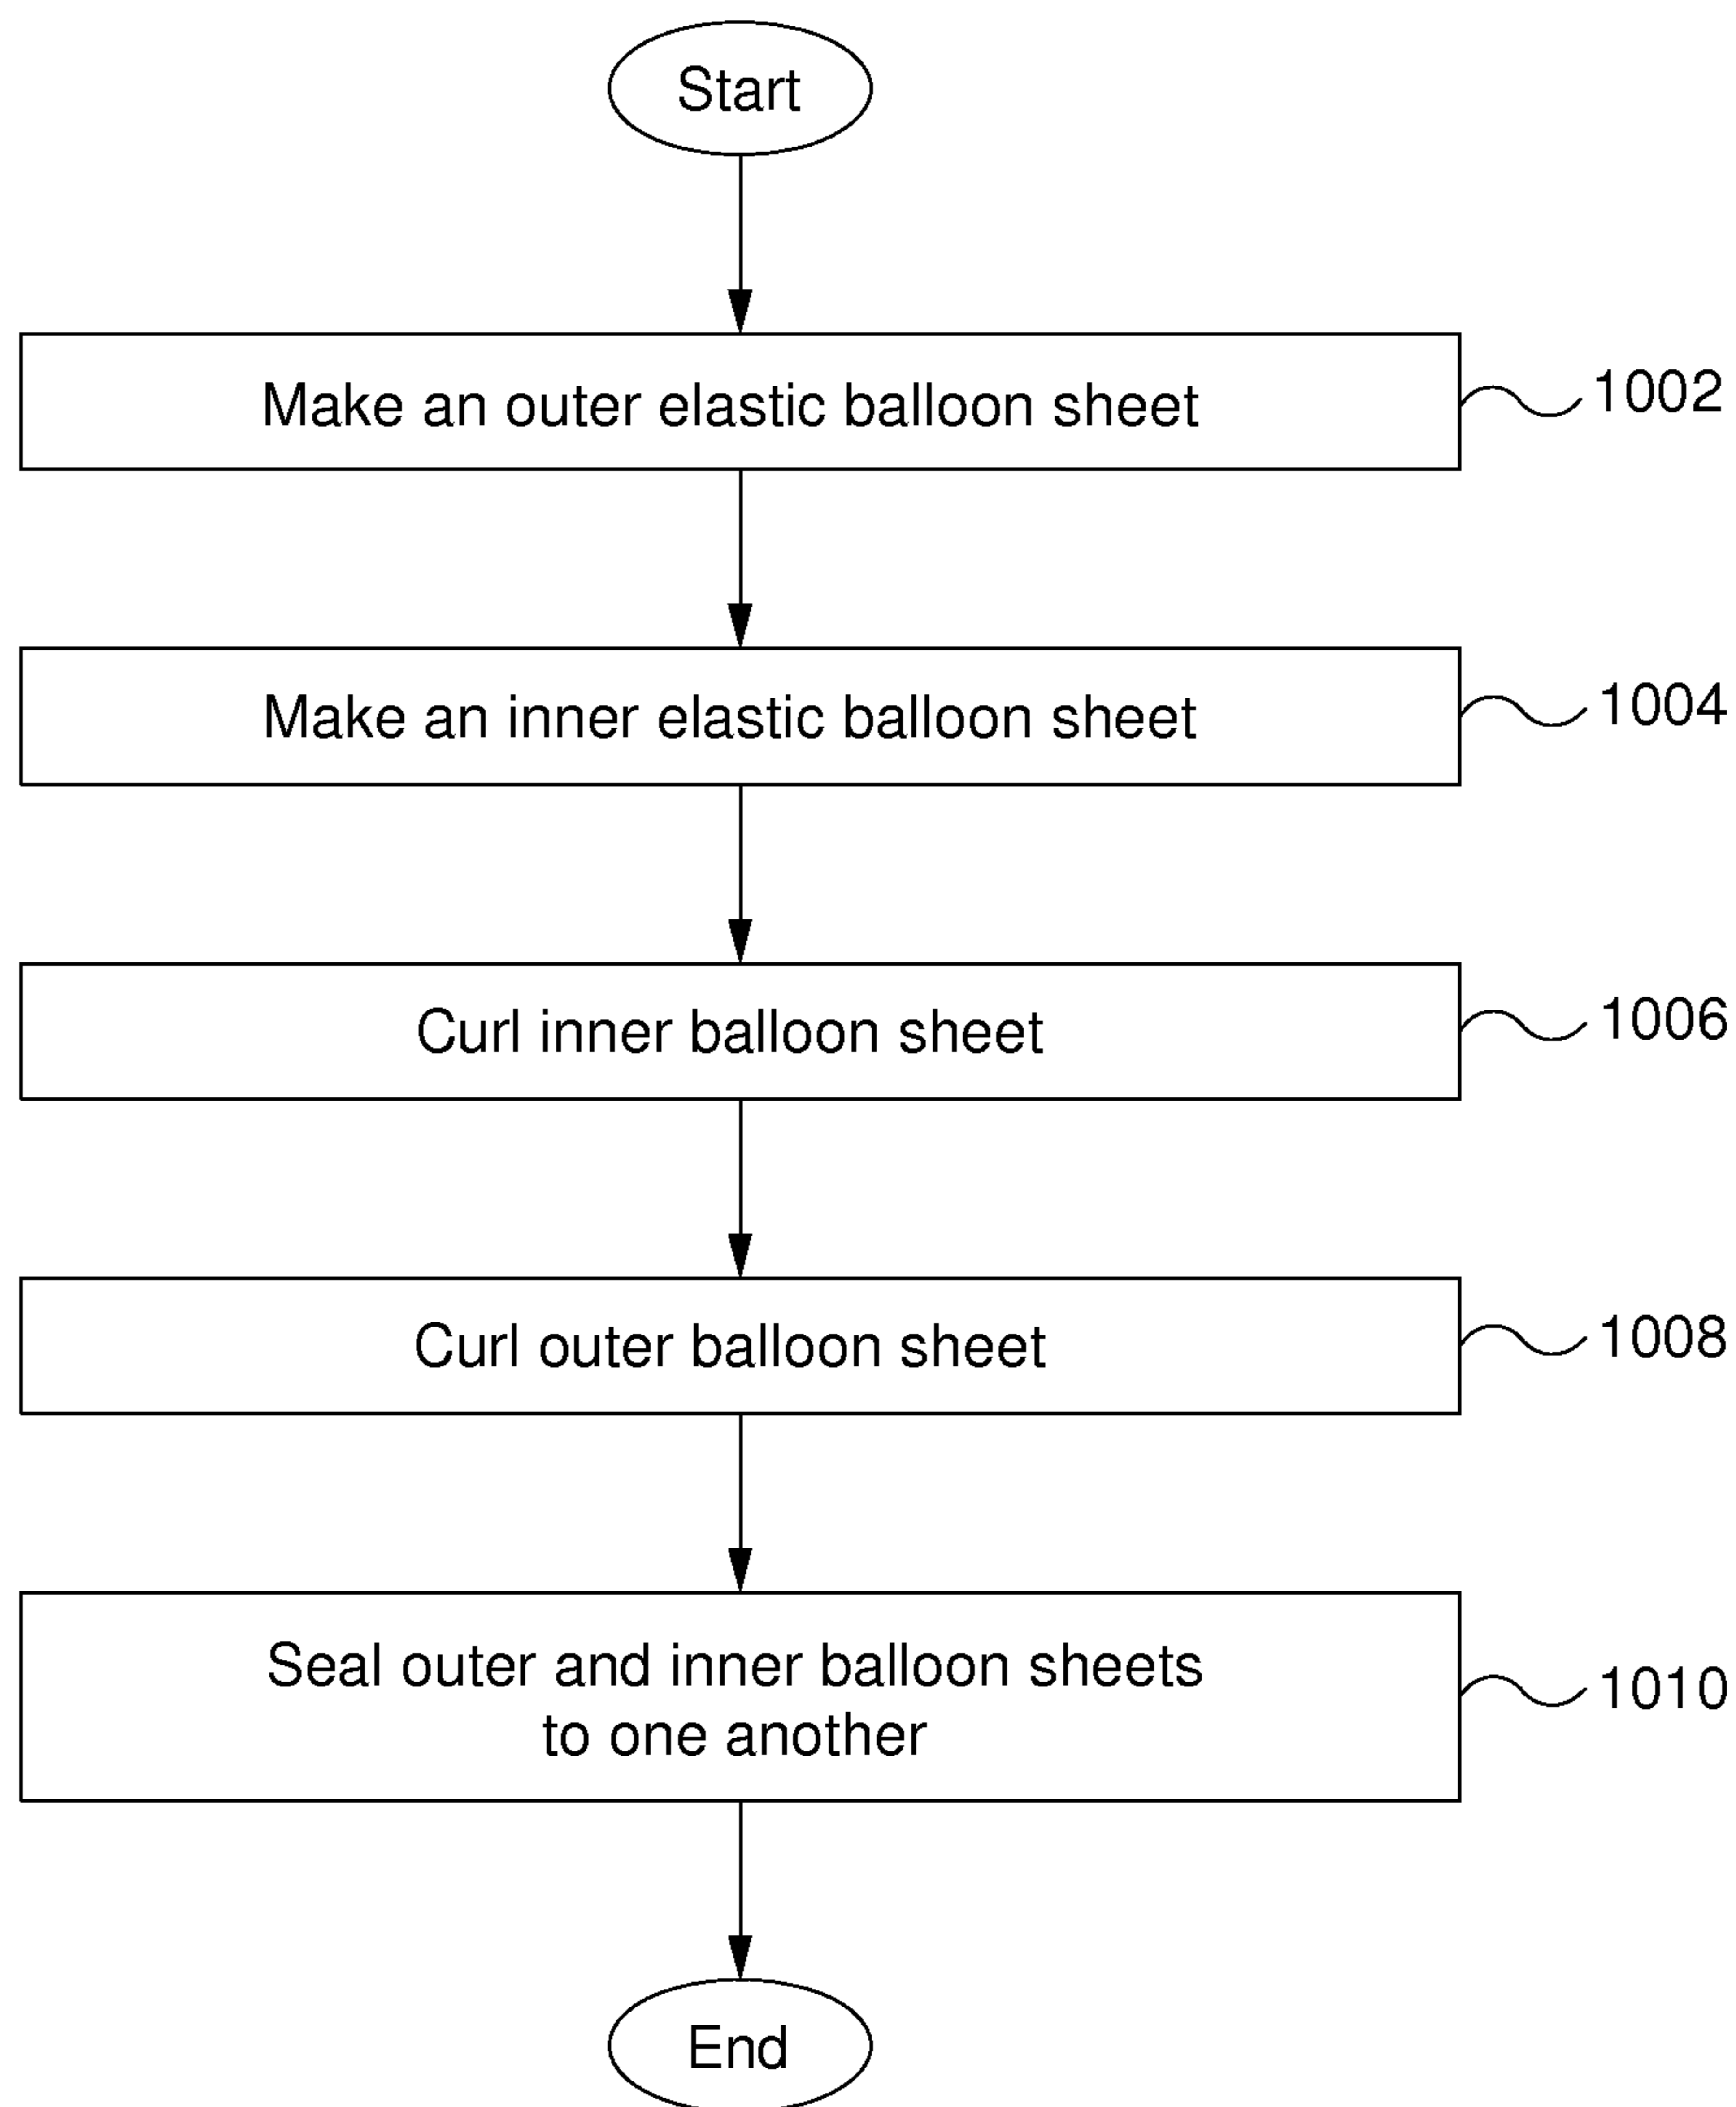 Start
Make an outer elastic balloon sheet
1002
Make an inner elastic balloon sheet
1004
Curl inner balloon sheet
1006
Curl outer balloon sheet
1008
Seal outer and inner balloon sheets
to one another
1010
End